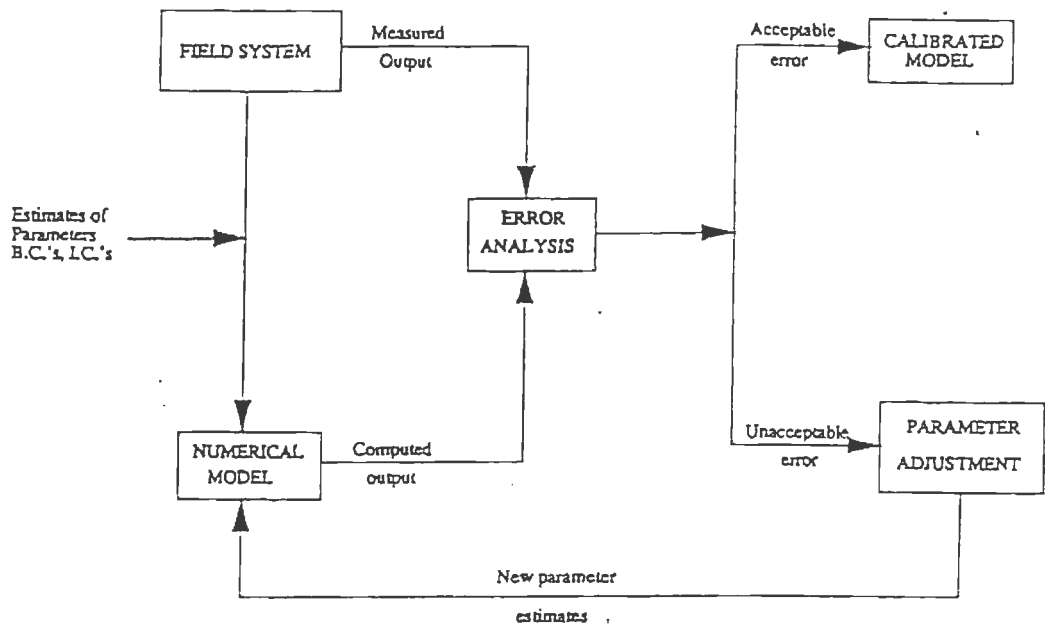 FIELD SYSTEM
Measured
Output
Acceptable
error
CALIBRATED
MODEL
Estimates of
Parameters
B.C.'s, I.C.'s
ERROR
ANALYSIS
NUMERICAL
MODEL
Computed
output
Unacceptable
error
PARAMETER
ADJUSTMENT
New parameter
estimates